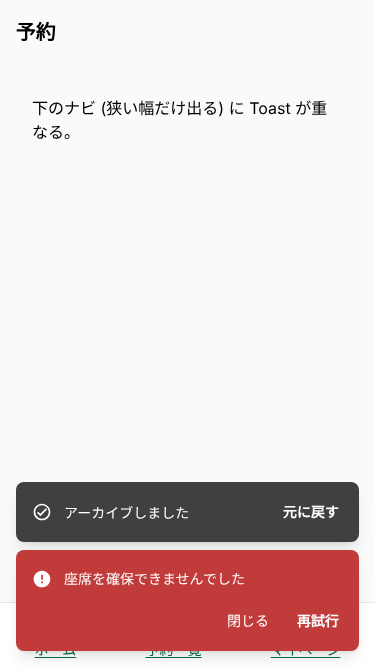 予約
下のナビ (狭い幅だけ出る) に Toast が重
なる。
アーカイブしました
元に戻す
座席を確保できませんでした
閉じる
再試行